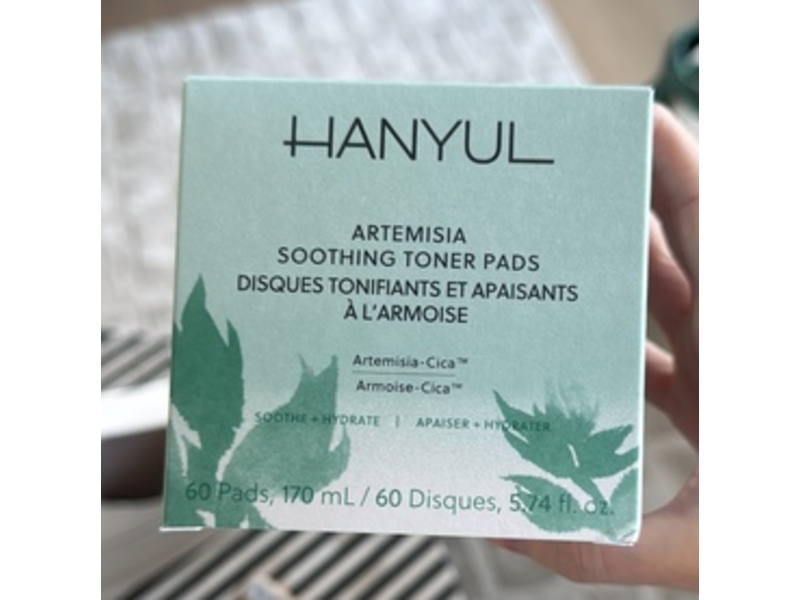 HANYUL
ARTEMISIA
SOOTHING TONER PADS
DISQUES TONIFIANTS ET APAISANTS
À L'ARMOISE
Artemisia-Cica™
Armoise-Cica™
SOOTHE + HYDRATE | APAISER + HYDRATER
60 Pads, 170 mL / 60 Disques, 5.74 fl. oz.